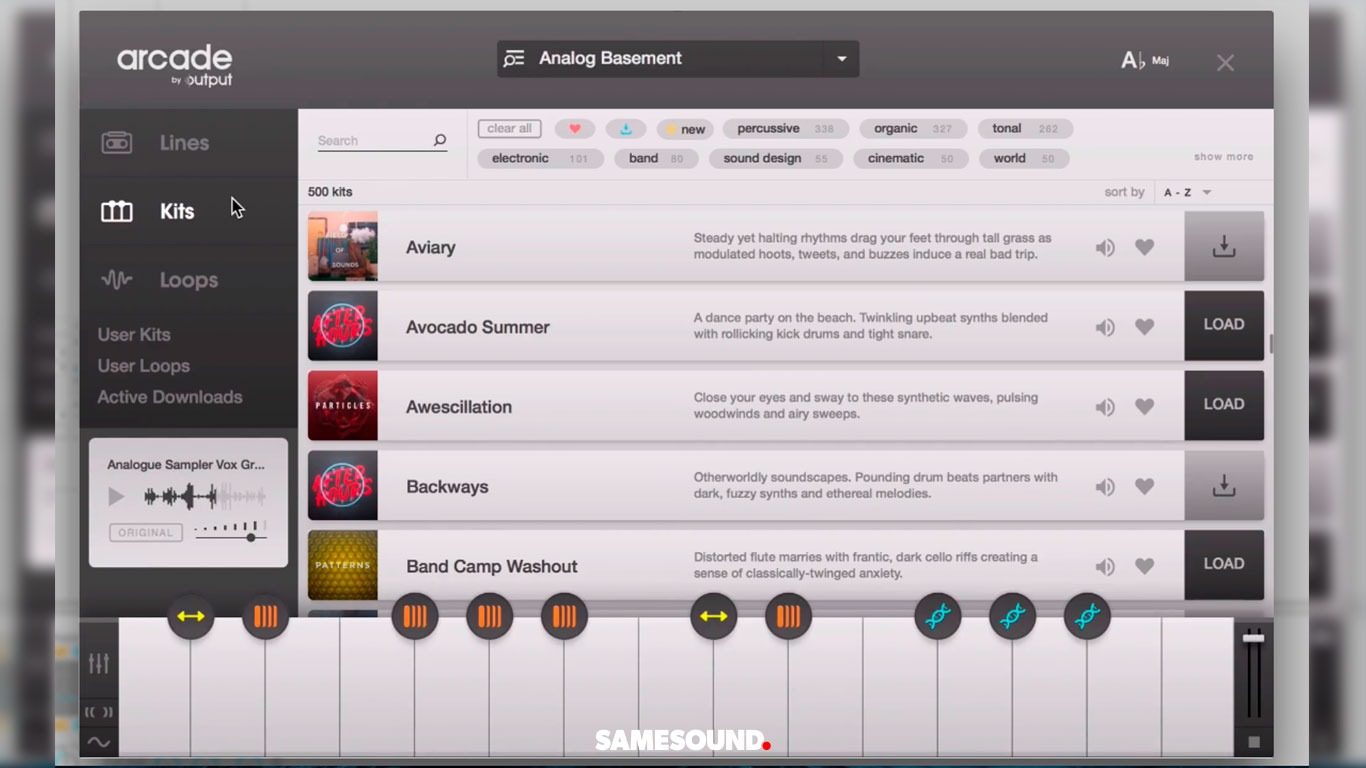 arcade
by output
Analog Basement
A♭ Maj
Lines
Kits
Loops
User Kits
User Loops
Active Downloads
Analogue Sampler Vox Gr...
ORIGINAL
Search
clear all
new
percussive 338
organic 327
tonal 262
electronic 101
band 80
sound design 55
cinematic 50
world 50
show more
500 kits
sort by
A - Z
OF
SOUNDS
Aviary
Steady yet halting rhythms drag your feet through tall grass as
modulated hoots, tweets, and buzzes induce a real bad trip.
AFTER
HOURS
Avocado Summer
A dance party on the beach. Twinkling upbeat synths blended
with rollicking kick drums and tight snare.
LOAD
PARTICLES
Awescillation
Close your eyes and sway to these synthetic waves, pulsing
woodwinds and airy sweeps.
LOAD
AFTER
HOURS
Backways
Otherworldly soundscapes. Pounding drum beats partners with
dark, fuzzy synths and ethereal melodies.
PATTERNS
Band Camp Washout
Distorted flute marries with frantic, dark cello riffs creating a
sense of classically-twinged anxiety.
LOAD
SAMESOUND.